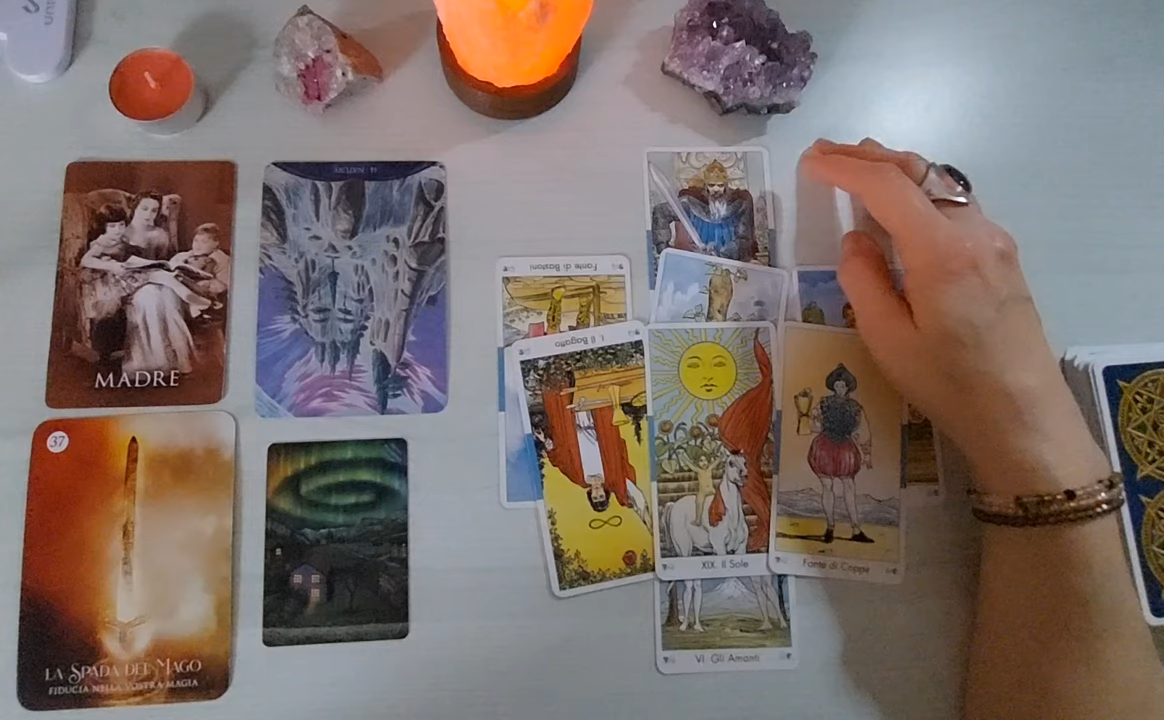 MADRE
37
LA SPADA DEL MAGO
FIDUCIA NELLA VOSTRA MAGIA
Fante di Bastoni
I. Il Bagatto
XIX. Il Sole
Fante di Coppe
VI. Gli Amanti